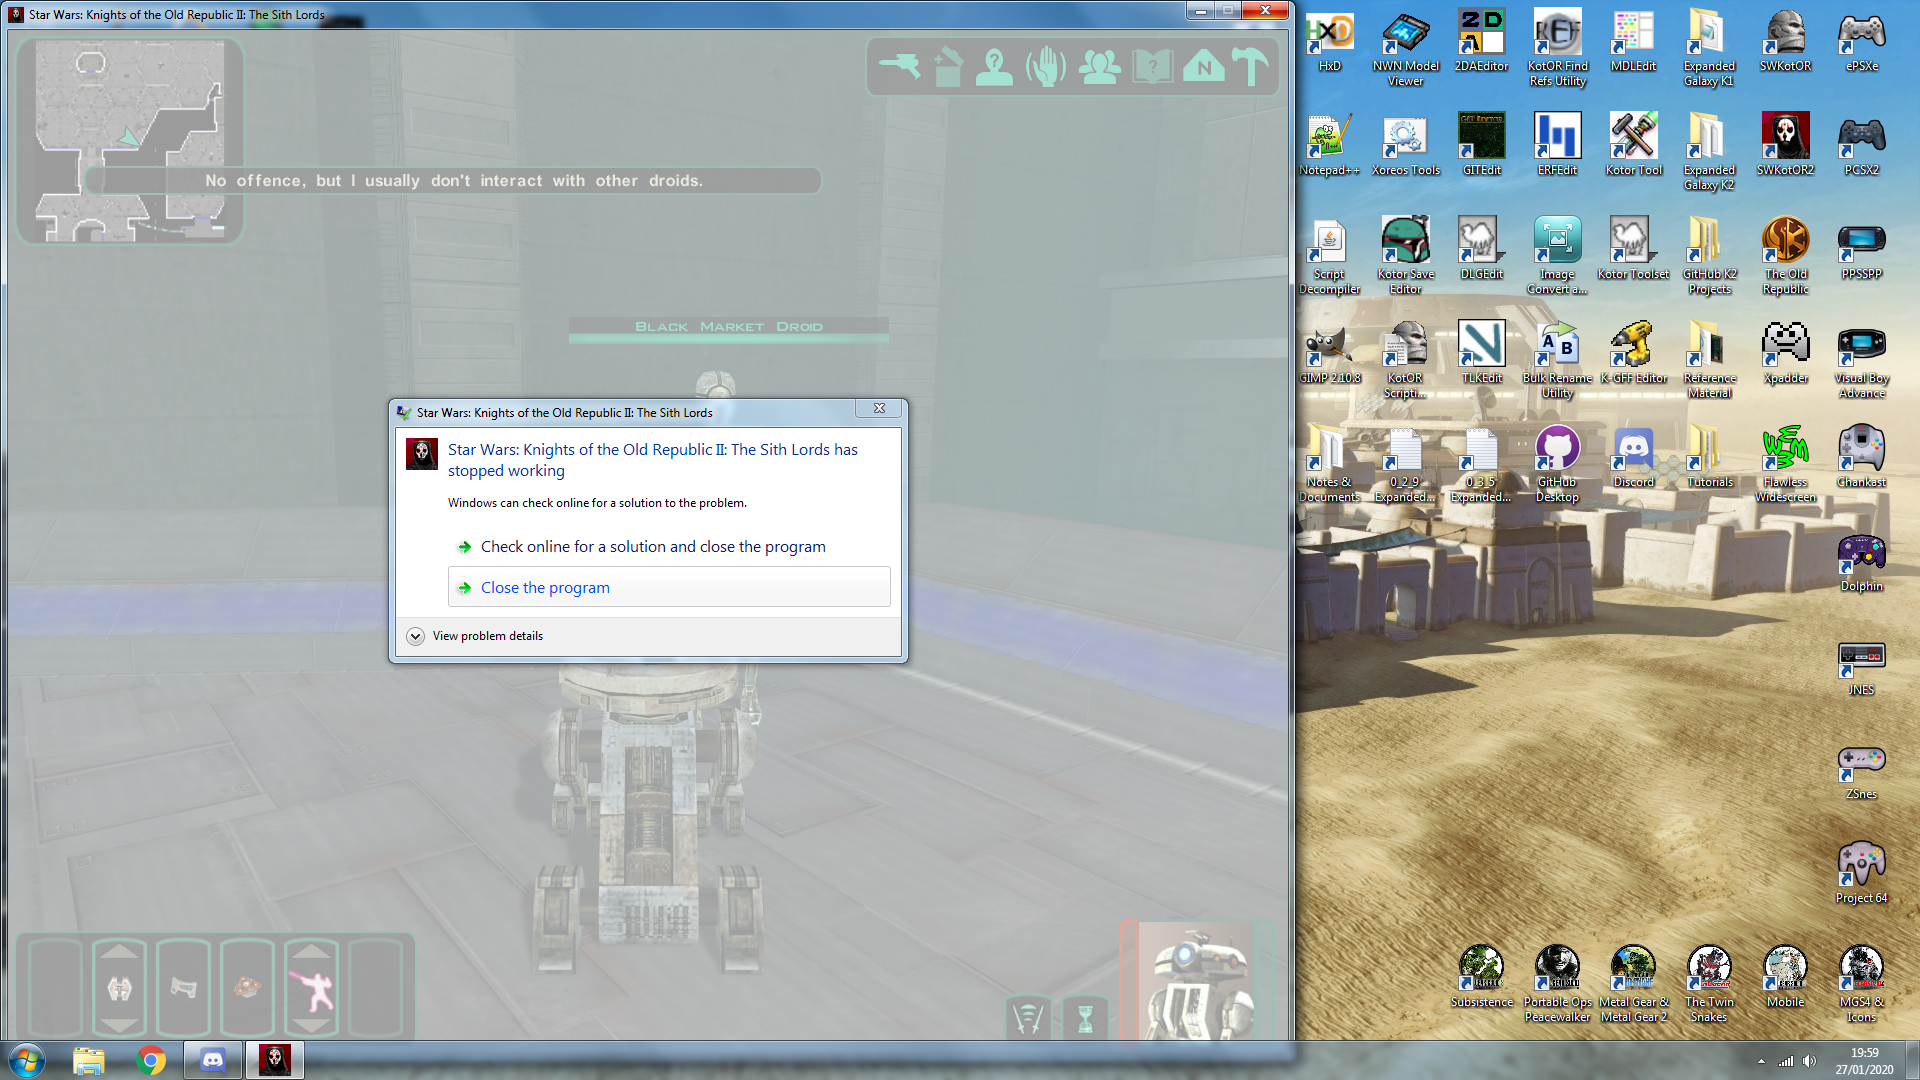 Star Wars: Knights of the Old Republic II: The Sith Lords
No offence, but I usually don't interact with other droids.
Black Market Droid
Star Wars: Knights of the Old Republic II: The Sith Lords
Star Wars: Knights of the Old Republic II: The Sith Lords has
stopped working
Windows can check online for a solution to the problem.
Check online for a solution and close the program
Close the program
View problem details
HxD
NWN Model
Viewer
2DAEditor
KotOR Find
Refs Utility
MDLEdit
Expanded
Galaxy K1
SWKotOR
ePSXe
Notepad++
Xoreos Tools
GITEdit
ERFEdit
Kotor Tool
Expanded
Galaxy K2
SWKotOR2
PCSX2
Script
Decompiler
Kotor Save
Editor
DLGEdit
Image
Convert a...
Kotor Toolset
GitHub K2
Projects
The Old
Republic
PPSSPP
GIMP 2.10.8
KotOR
Scripti...
TLKEdit
Bulk Rename
Utility
K-GFF Editor
Reference
Material
Xpadder
Visual Boy
Advance
Notes &
Documents
0_2_9
Expanded...
0_3_5
Expanded...
GitHub
Desktop
Discord
Tutorials
Flawless
Widescreen
Chankast
Dolphin
JNES
ZSnes
Project 64
Subsistence
Portable Ops
Peacewalker
Metal Gear &
Metal Gear 2
The Twin
Snakes
Mobile
MGS4 &
Icons
19:59
27/01/2020